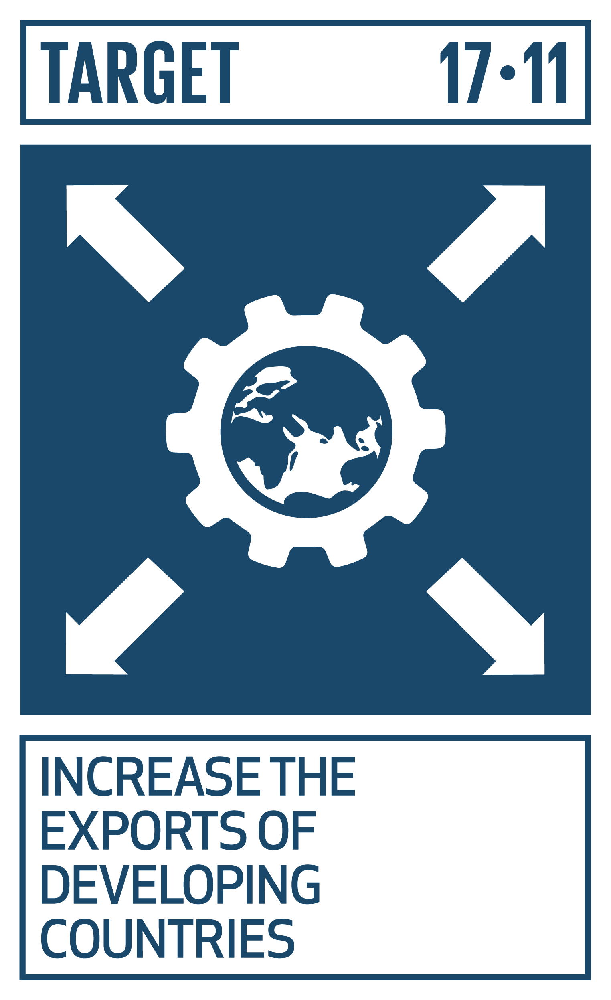 TARGET 17·11
INCREASE THE
EXPORTS OF
DEVELOPING
COUNTRIES